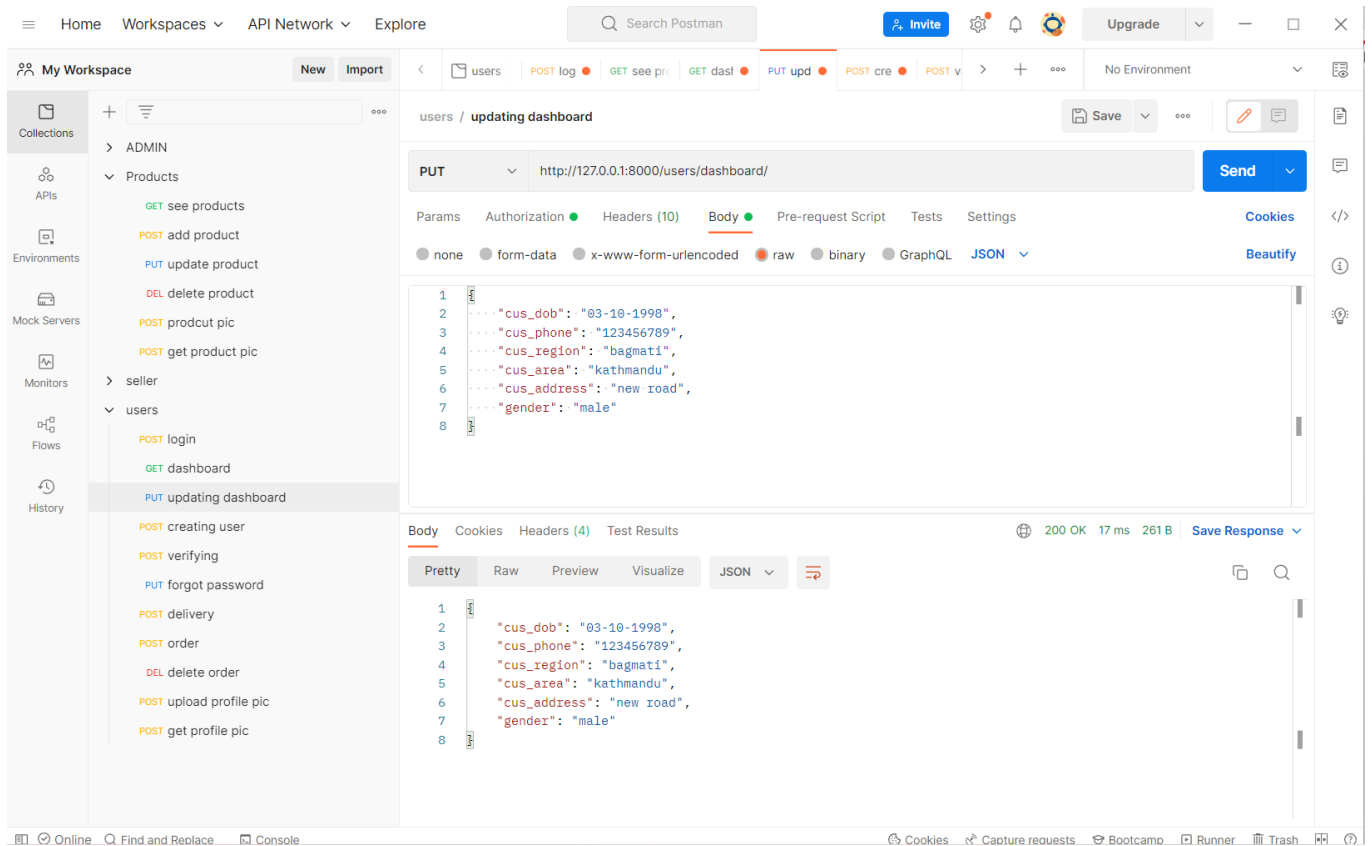 Home Workspaces API Network Explore Search Postman Invite Upgrade
My Workspace New Import
users POST log GET see pro GET dasl PUT upd POST cre POST v No Environment
Collections
APIs
Environments
Mock Servers
Monitors
Flows
History
ADMIN
Products
GET see products
POST add product
PUT update product
DEL delete product
POST prodcut pic
POST get product pic
seller
users
POST login
GET dashboard
PUT updating dashboard
POST creating user
POST verifying
PUT forgot password
POST delivery
POST order
DEL delete order
POST upload profile pic
POST get profile pic
users / updating dashboard Save
PUT http://127.0.0.1:8000/users/dashboard/ Send
Params Authorization Headers (10) Body Pre-request Script Tests Settings Cookies
none form-data x-www-form-urlencoded raw binary GraphQL JSON Beautify
1 {
2 "cus_dob": "03-10-1998",
3 "cus_phone": "123456789",
4 "cus_region": "bagmati",
5 "cus_area": "kathmandu",
6 "cus_address": "new road",
7 "gender": "male"
8 }
Body Cookies Headers (4) Test Results 200 OK 17 ms 261 B Save Response
Pretty Raw Preview Visualize JSON
1 {
2 "cus_dob": "03-10-1998",
3 "cus_phone": "123456789",
4 "cus_region": "bagmati",
5 "cus_area": "kathmandu",
6 "cus_address": "new road",
7 "gender": "male"
8 }
Online Find and Replace Console Cookies Capture requests Bootcamp Runner Trash